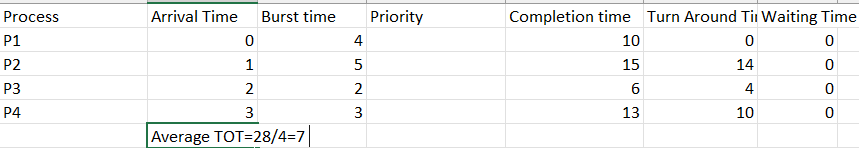 Process Arrival Time Burst time Priority Completion time Turn Around Ti Waiting Time
P1 0 4 10 0 0
P2 1 5 15 14 0
P3 2 2 6 4 0
P4 3 3 13 10 0
Average TOT=28/4=7